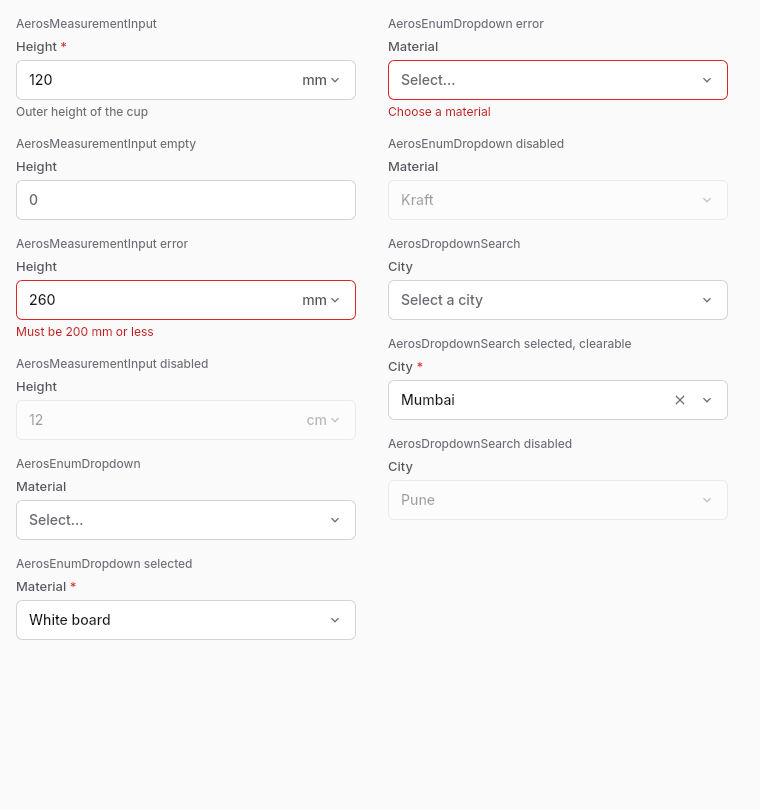 AerosMeasurementInput
Height *
120 mm
Outer height of the cup
AerosMeasurementInput empty
Height
0
AerosMeasurementInput error
Height
260 mm
Must be 200 mm or less
AerosMeasurementInput disabled
Height
12 cm
AerosEnumDropdown
Material
Select...
AerosEnumDropdown selected
Material *
White board
AerosEnumDropdown error
Material
Select...
Choose a material
AerosEnumDropdown disabled
Material
Kraft
AerosDropdownSearch
City
Select a city
AerosDropdownSearch selected, clearable
City *
Mumbai
AerosDropdownSearch disabled
City
Pune